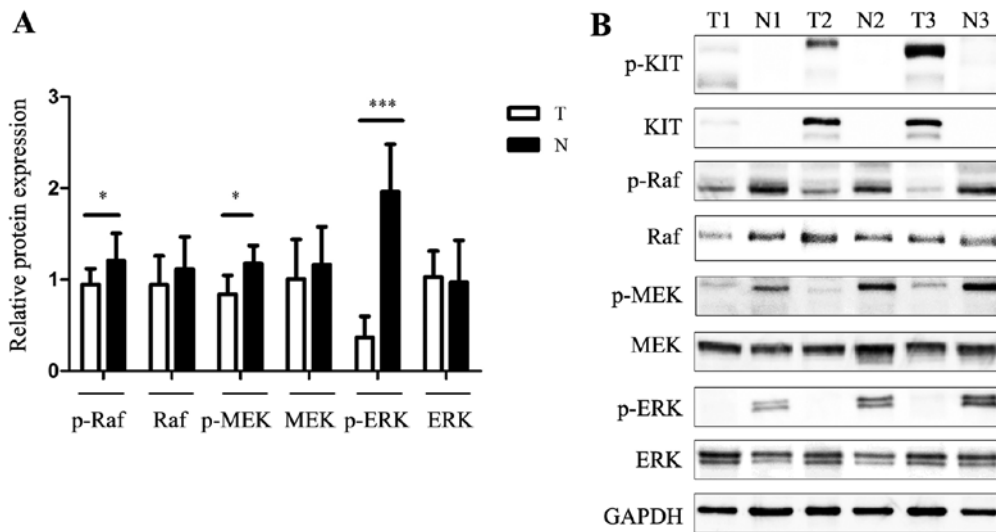 A
Relative protein expression
3
2
1
0
*
*
***
T
N
p-Raf Raf p-MEK MEK p-ERK ERK
B
T1 N1 T2 N2 T3 N3
p-KIT
KIT
p-Raf
Raf
p-MEK
MEK
p-ERK
ERK
GAPDH